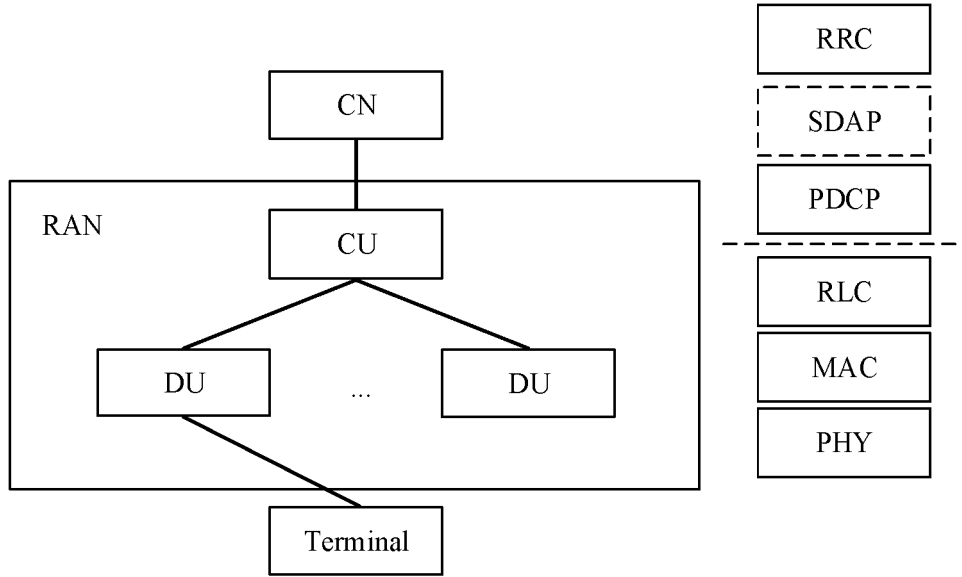 CN
RAN
CU
DU
...
DU
Terminal
RRC
SDAP
PDCP
RLC
MAC
PHY